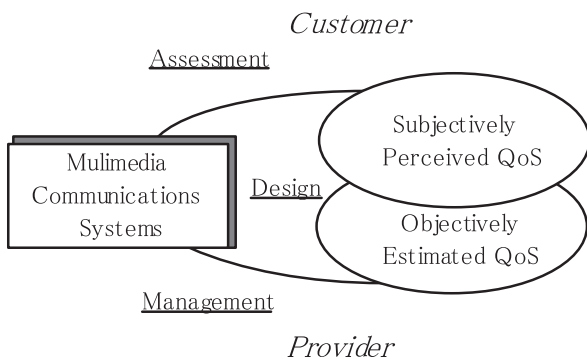 Customer
Assessment
Subjectively
Perceived QoS
Mulimedia
Communications
Systems
Design
Objectively
Estimated QoS
Management
Provider